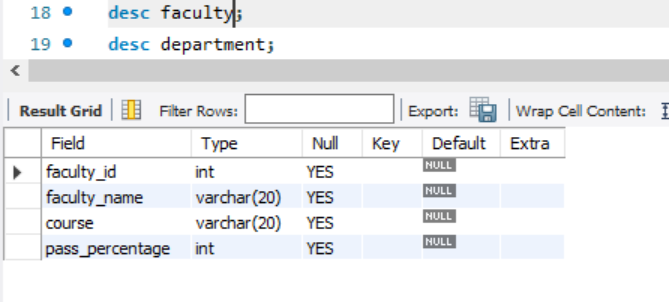 18 desc faculty;
19 desc department;
Result Grid Filter Rows: Export: Wrap Cell Content:
Field Type Null Key Default Extra
faculty_id int YES NULL
faculty_name varchar(20) YES NULL
course varchar(20) YES NULL
pass_percentage int YES NULL